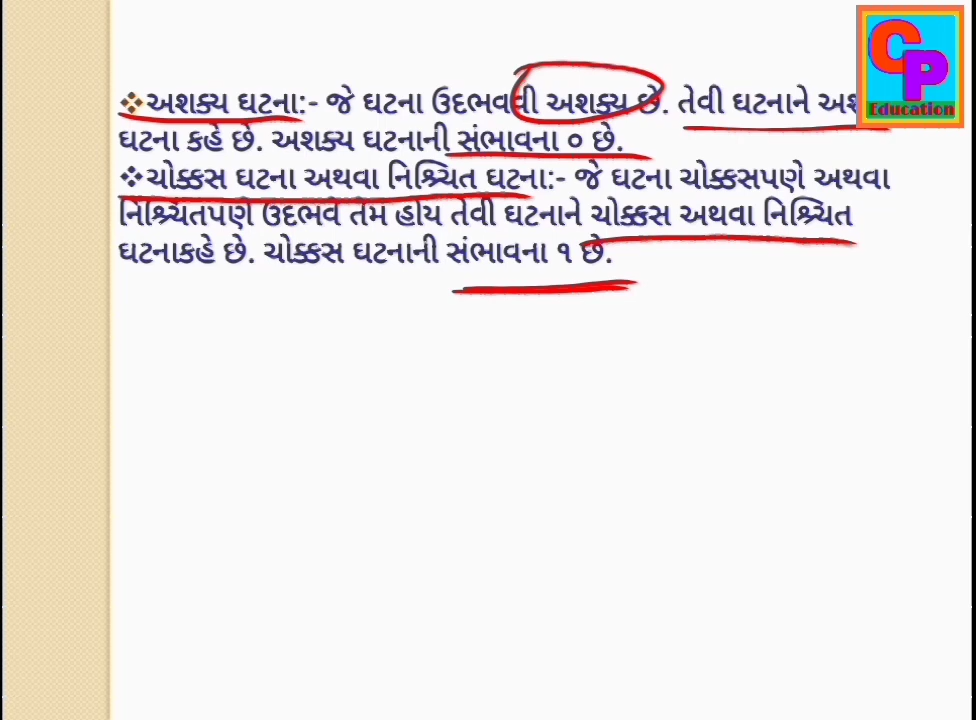 CP
Education
❖અશક્ય ઘટના:- જે ઘટના ઉદભવવી અશક્ય છે. તેવી ઘટનાને
ઘટના કહે છે. અશક્ય ઘટનાની સંભાવના ૦ છે.
❖ચોક્કસ ઘટના અથવા નિશ્ચિત ઘટના:- જે ઘટના ચોક્કસપણે અથવા
નિશ્ચિતપણે ઉદભવે તેમ હોય તેવી ઘટનાને ચોક્કસ અથવા નિશ્ચિત
ઘટનાકહે છે. ચોક્કસ ઘટનાની સંભાવના ૧ છે.